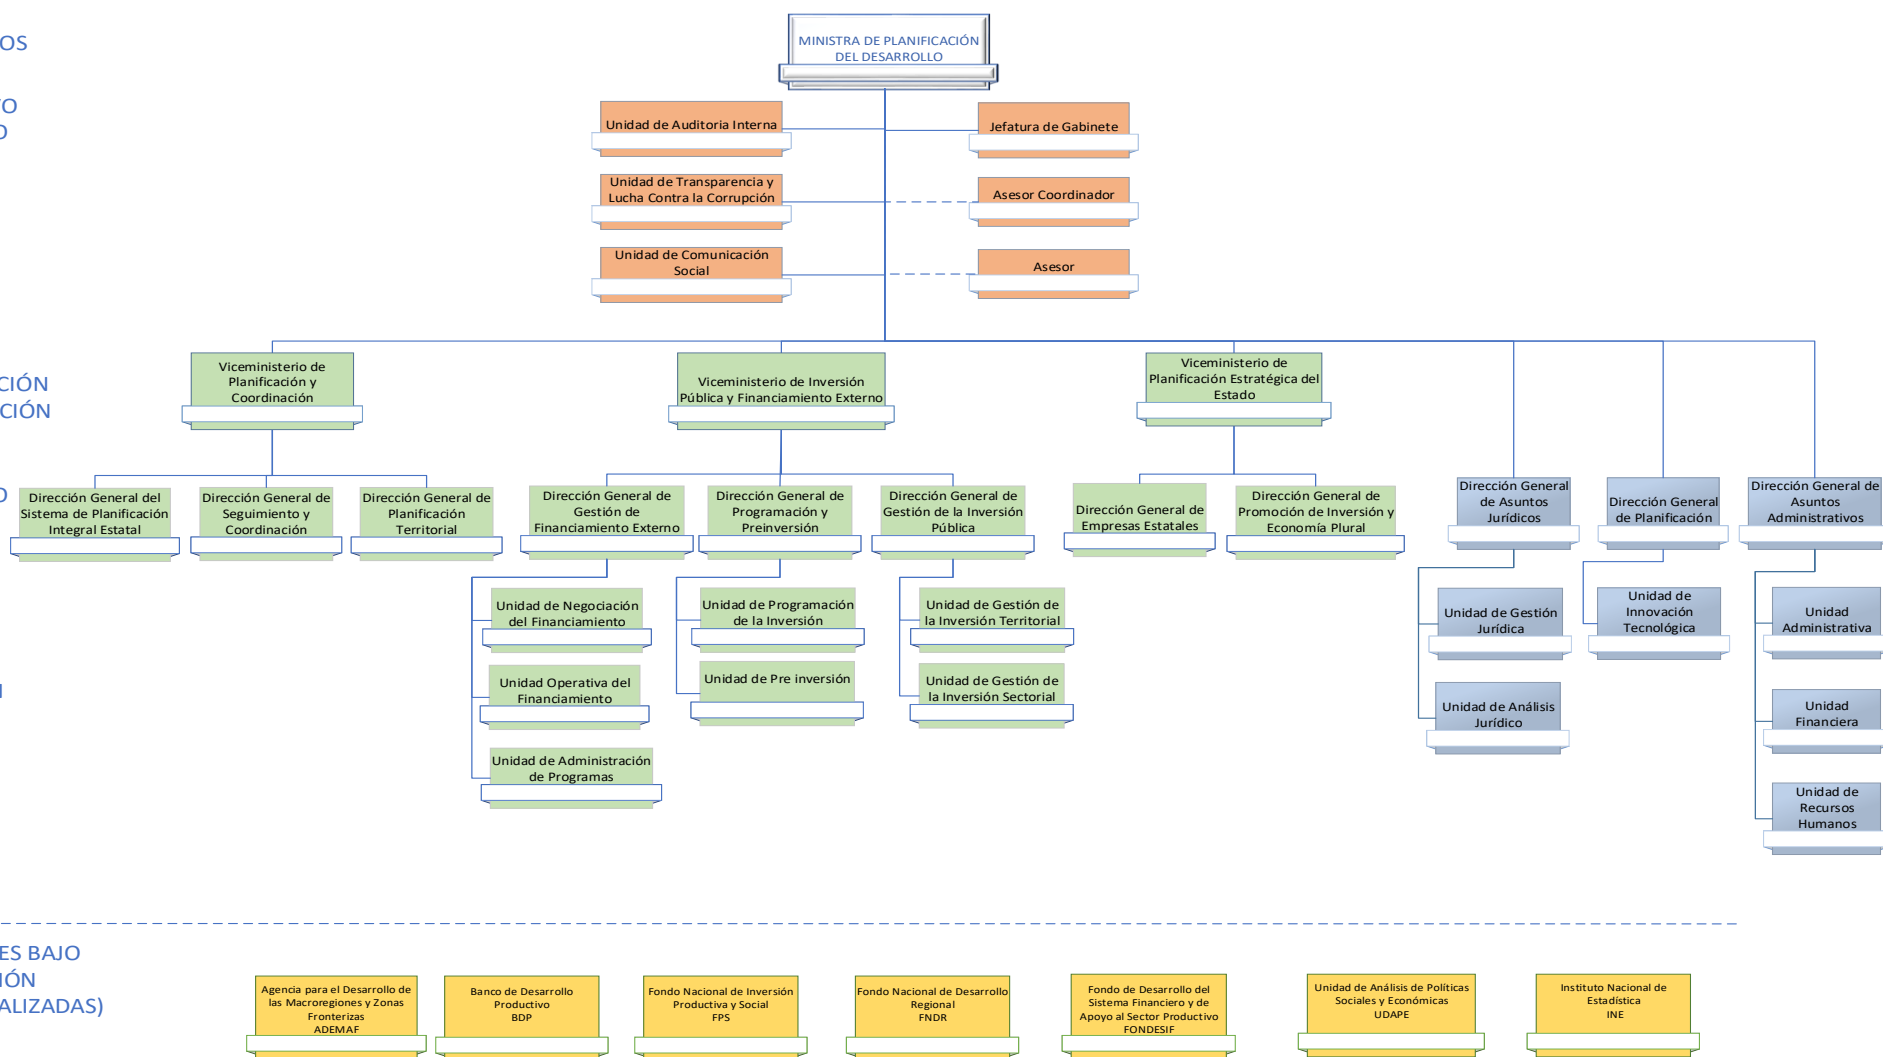 MINISTRA DE PLANIFICACIÓN
DEL DESARROLLO
Unidad de Auditoria Interna
Jefatura de Gabinete
Unidad de Transparencia y
Lucha Contra la Corrupción
Asesor Coordinador
Unidad de Comunicación
Social
Asesor
Viceministerio de
Planificación y
Coordinación
Viceministerio de Inversión
Pública y Financiamiento Externo
Viceministerio de
Planificación Estratégica del
Estado
Dirección General del
Sistema de Planificación
Integral Estatal
Dirección General de
Seguimiento y
Coordinación
Dirección General de
Planificación
Territorial
Dirección General de
Gestión de
Financiamiento Externo
Dirección General de
Programación y
Preinversión
Dirección General de
Gestión de la Inversión
Pública
Dirección General de
Empresas Estatales
Dirección General de
Promoción de Inversión y
Economía Plural
Dirección General
de Asuntos
Jurídicos
Dirección General
de Planificación
Dirección General de
Asuntos
Administrativos
Unidad de Negociación
del Financiamiento
Unidad Operativa del
Financiamiento
Unidad de Administración
de Programas
Unidad de Programación
de la Inversión
Unidad de Pre inversión
Unidad de Gestión de
la Inversión Territorial
Unidad de Gestión de
la Inversión Sectorial
Unidad de Gestión
Jurídica
Unidad de Análisis
Jurídico
Unidad de
Innovación
Tecnológica
Unidad
Administrativa
Unidad
Financiera
Unidad de
Recursos
Humanos
ES BAJO
IÓN
ALIZADAS)
Agencia para el Desarrollo de
las Macroregiones y Zonas
Fronterizas
ADEMAF
Banco de Desarrollo
Productivo
BDP
Fondo Nacional de Inversión
Productiva y Social
FPS
Fondo Nacional de Desarrollo
Regional
FNDR
Fondo de Desarrollo del
Sistema Financiero y de
Apoyo al Sector Productivo
FONDESIF
Unidad de Análisis de Políticas
Sociales y Económicas
UDAPE
Instituto Nacional de
Estadística
INE